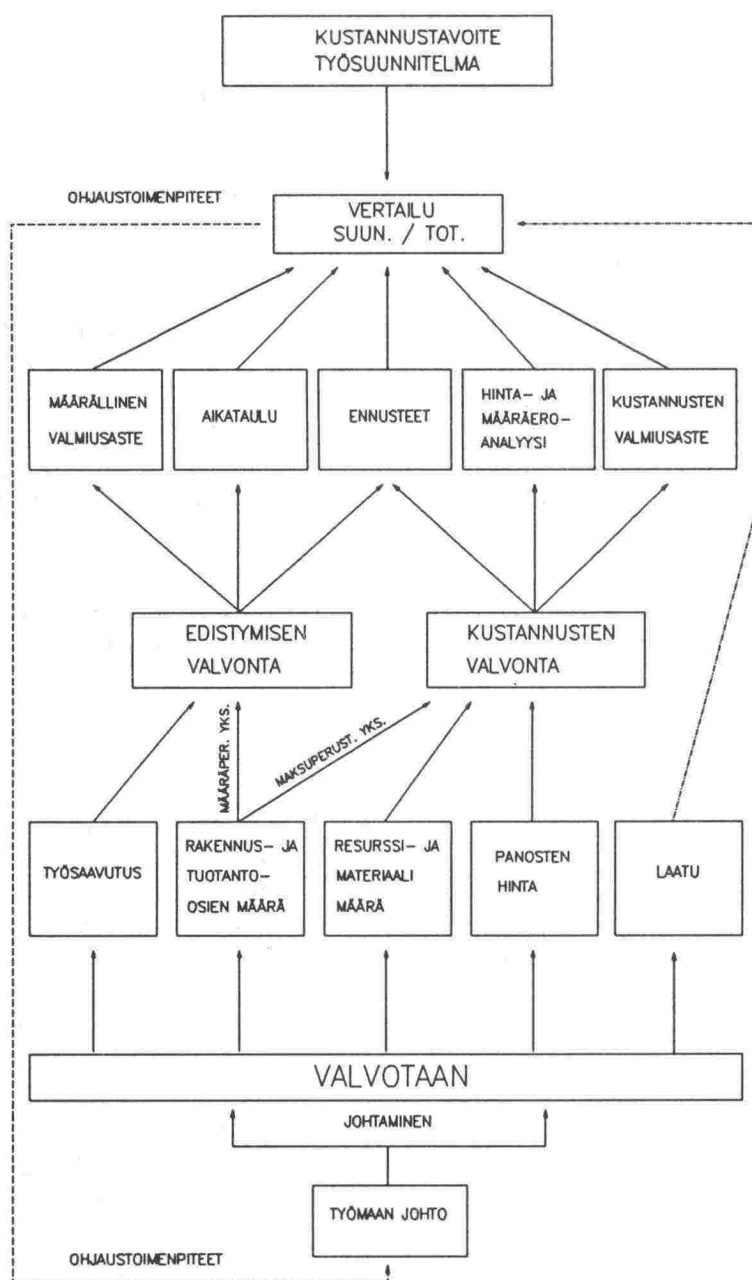 KUSTANNUSTAVOITE
TYÖSUUNNITELMA
OHJAUSTOIMENPITEET
VERTAILU
SUUN. / TOT.
MÄÄRÄLLINEN
VALMIUSASTE
AIKATAULU
ENNUSTEET
HINTA- JA
MÄÄRÄERO-
ANALYYSI
KUSTANNUSTEN
VALMIUSASTE
EDISTYMISEN
VALVONTA
KUSTANNUSTEN
VALVONTA
MÄÄRÄPER. YKS.
MAKSUPERUST. YKS.
TYÖSAAVUTUS
RAKENNUS- JA
TUOTANTO-
OSIEN MÄÄRÄ
RESURSSI- JA
MATERIAALI
MÄÄRÄ
PANOSTEN
HINTA
LAATU
VALVOTAAN
JOHTAMINEN
TYÖMAAN JOHTO
OHJAUSTOIMENPITEET